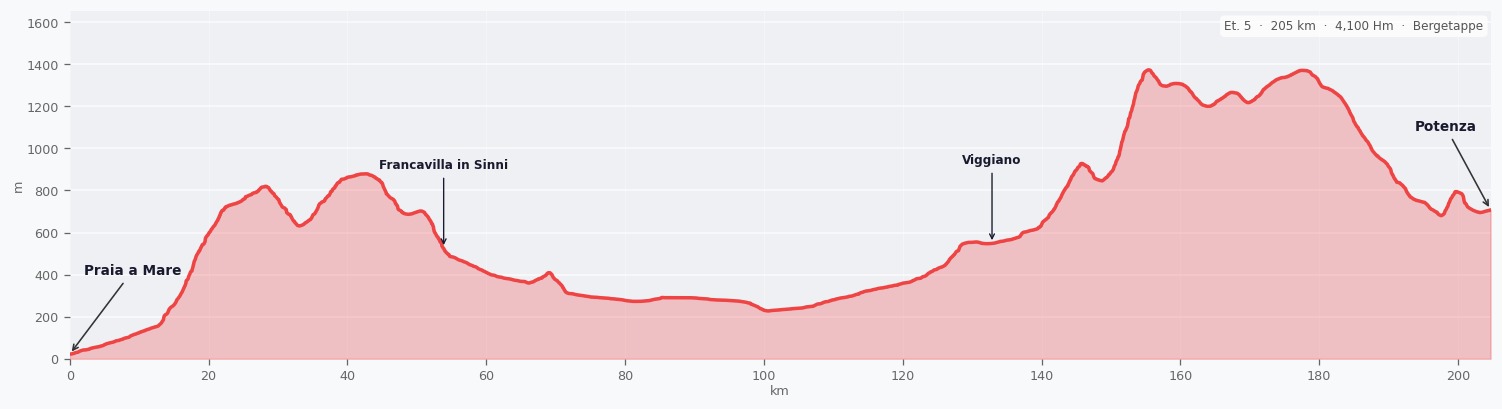 Et. 5 · 205 km · 4,100 Hm · Bergetappe
1600
1400
1200
1000
800
600
400
200
0
m
Praia a Mare
Francavilla in Sinni
Viggiano
Potenza
0 20 40 60 80 100 120 140 160 180 200
km